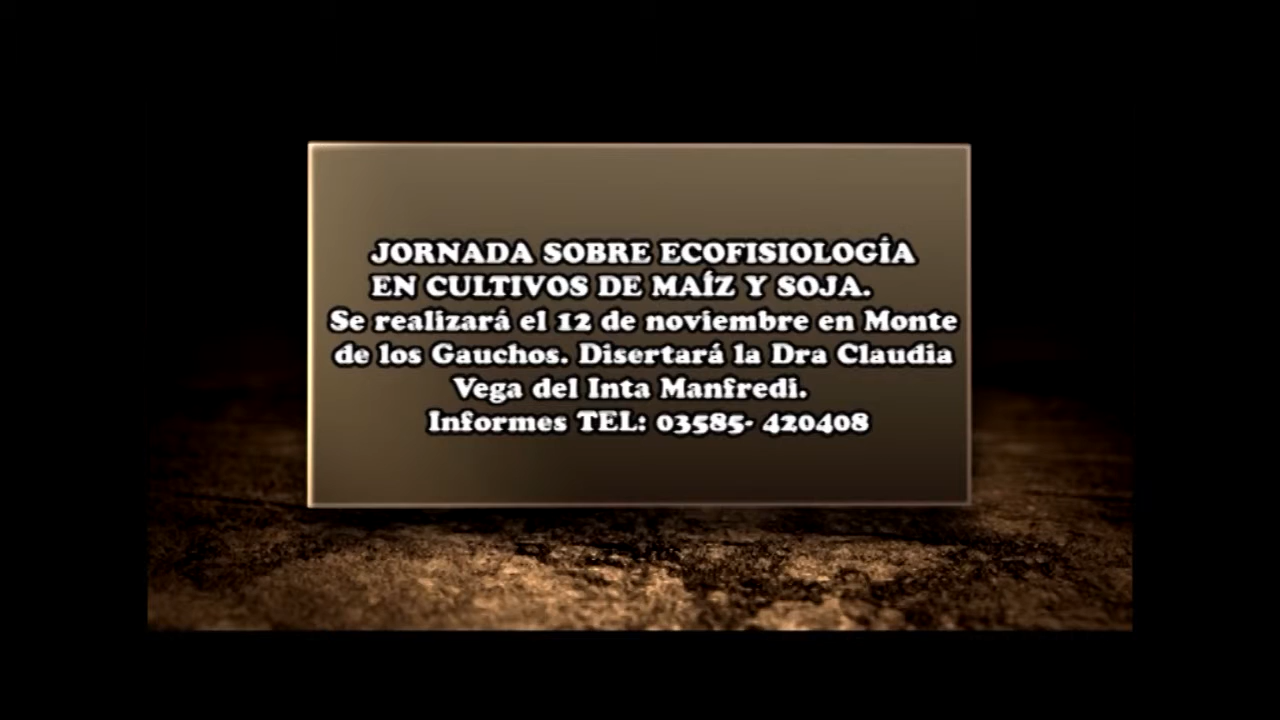 JORNADA SOBRE ECOFISIOLOGÍA
EN CULTIVOS DE MAÍZ Y SOJA.
Se realizará el 12 de noviembre en Monte
de los Gauchos. Disertará la Dra Claudia
Vega del Inta Manfredi.
Informes TEL: 03585- 420408